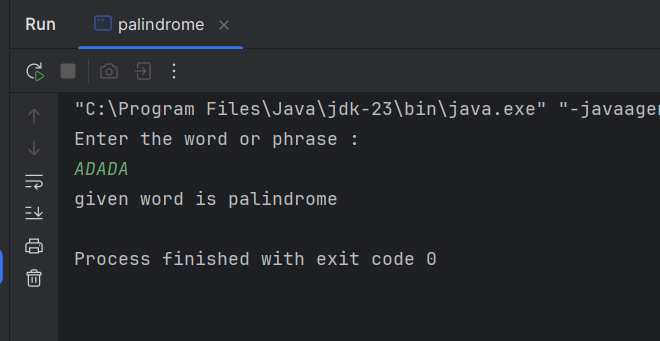 Run palindrome
"C:\Program Files\Java\jdk-23\bin\java.exe" "-javaagen
Enter the word or phrase :
ADADA
given word is palindrome
Process finished with exit code 0